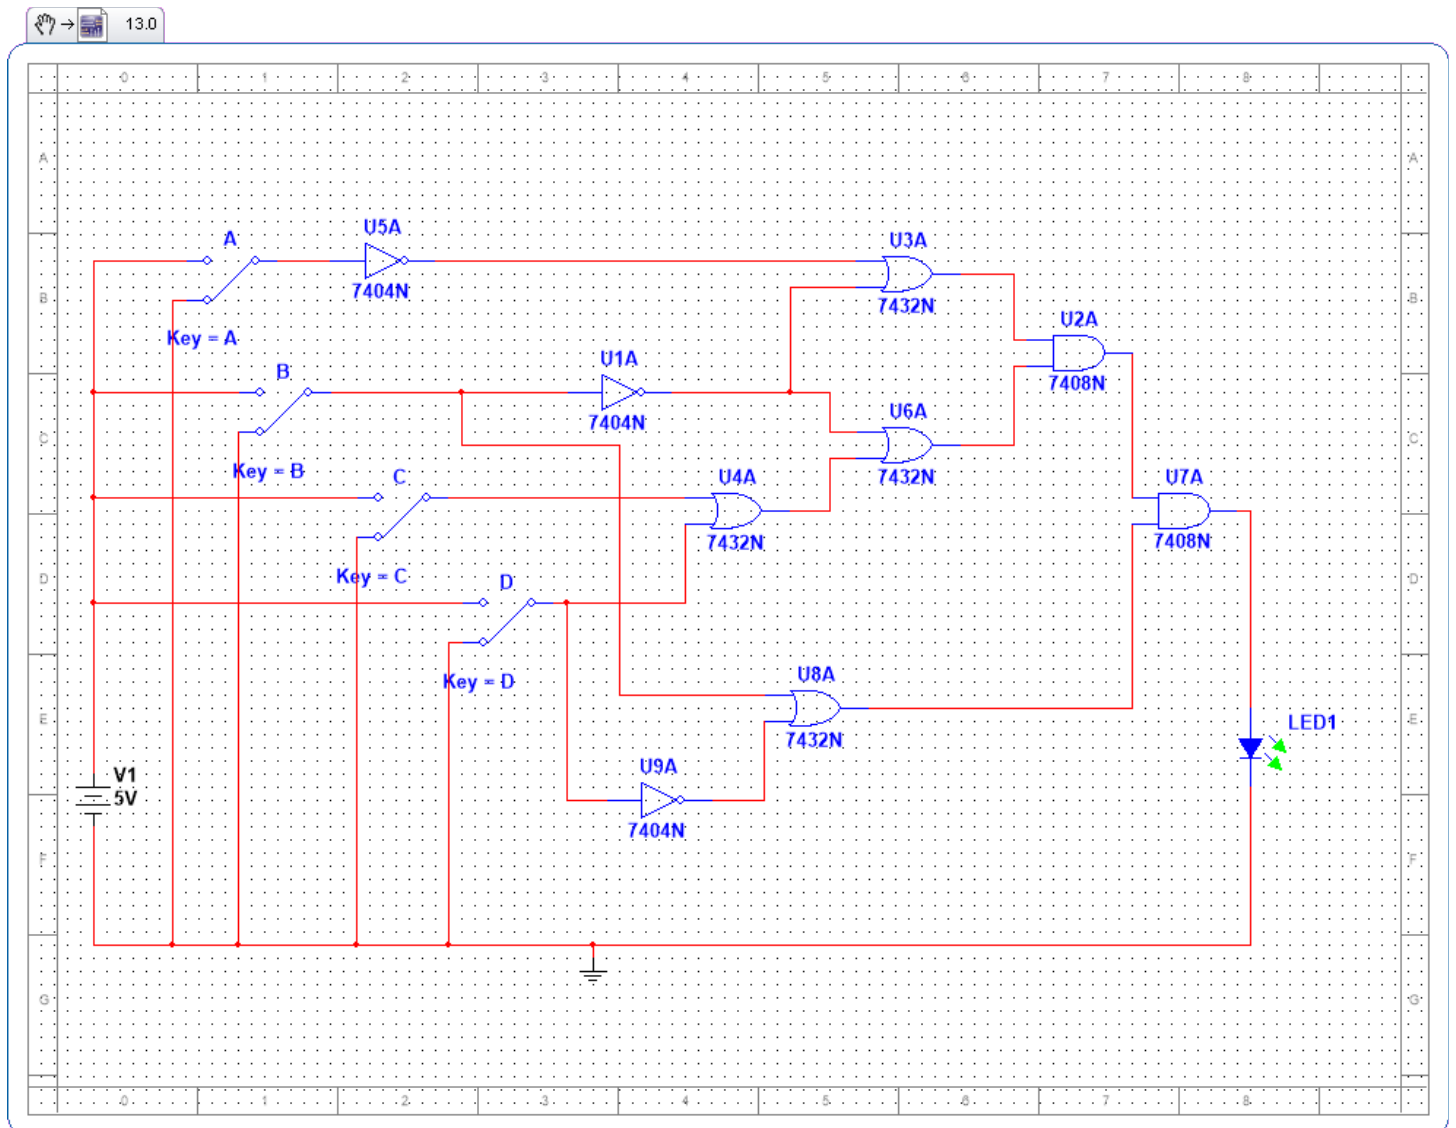 13.0
0 1 2 3 4 5 6 7 8
A A
U5A
A
U3A
7404N
B B
7432N
U2A
Key = A
U1A
B
7408N
7404N
U6A
C C
Key = B
C
U4A
7432N
U7A
7432N
7408N
Key = C
D
D D
U8A
Key = D
E E
LED1
7432N
U9A
V1
5V
7404N
F F
G G
0 1 2 3 4 5 6 7 8